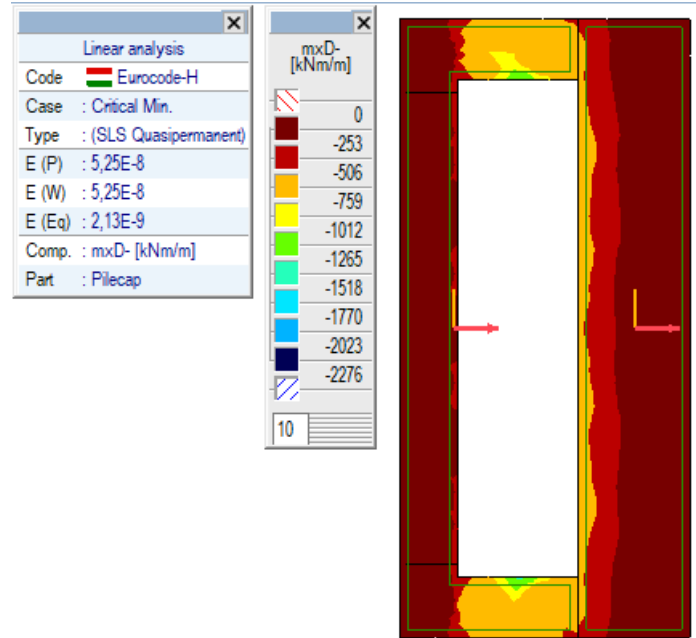 Linear analysis
Code Eurocode-H
Case : Critical Min.
Type : (SLS Quasipermanent)
E (P) : 5,25E-8
E (W) : 5,25E-8
E (Eq) : 2,13E-9
Comp. : mxD- [kNm/m]
Part : Pilecap
mxD-
[kNm/m]
0
-253
-506
-759
-1012
-1265
-1518
-1770
-2023
-2276
10